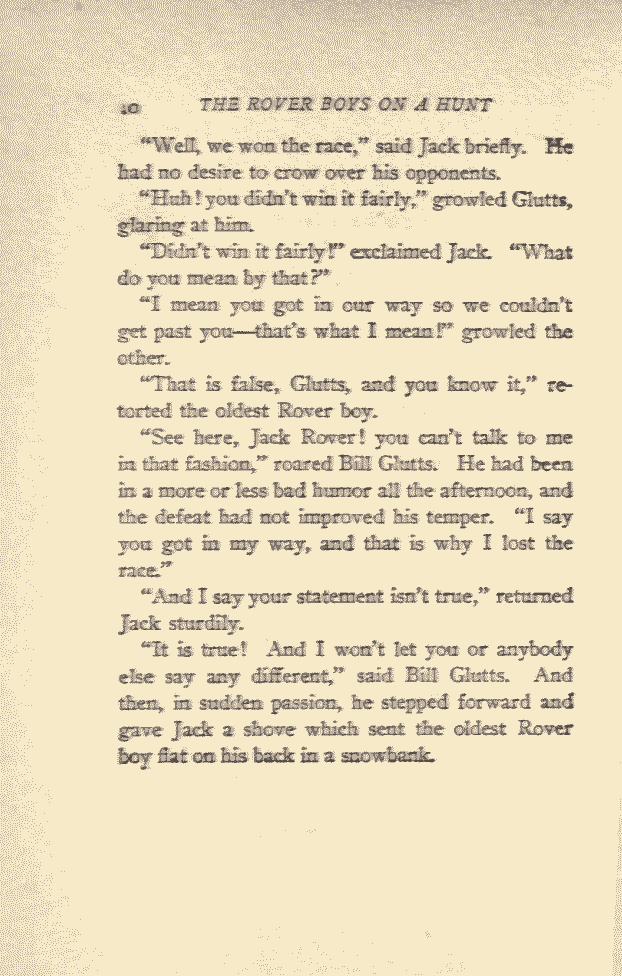 10 THE ROVER BOYS ON A HUNT
“Well, we won the race,” said Jack briefly. He
had no desire to crow over his opponents.
“Huh! you didn’t win it fairly,” growled Glutts,
glaring at him.
“Didn’t win it fairly!” exclaimed Jack. “What
do you mean by that?”
“I mean you got in our way so we couldn’t
get past you—that’s what I mean!” growled the
other.
“That is false, Glutts, and you know it,” re-
torted the oldest Rover boy.
“See here, Jack Rover! you can’t talk to me
in that fashion,” roared Bill Glutts. He had been
in a more or less bad humor all the afternoon, and
the defeat had not improved his temper. “I say
you got in my way, and that is why I lost the
race.”
“And I say your statement isn’t true,” returned
Jack sturdily.
“It is true! And I won’t let you or anybody
else say any different,” said Bill Glutts. And
then, in sudden passion, he stepped forward and
gave Jack a shove which sent the oldest Rover
boy flat on his back in a snowbank.